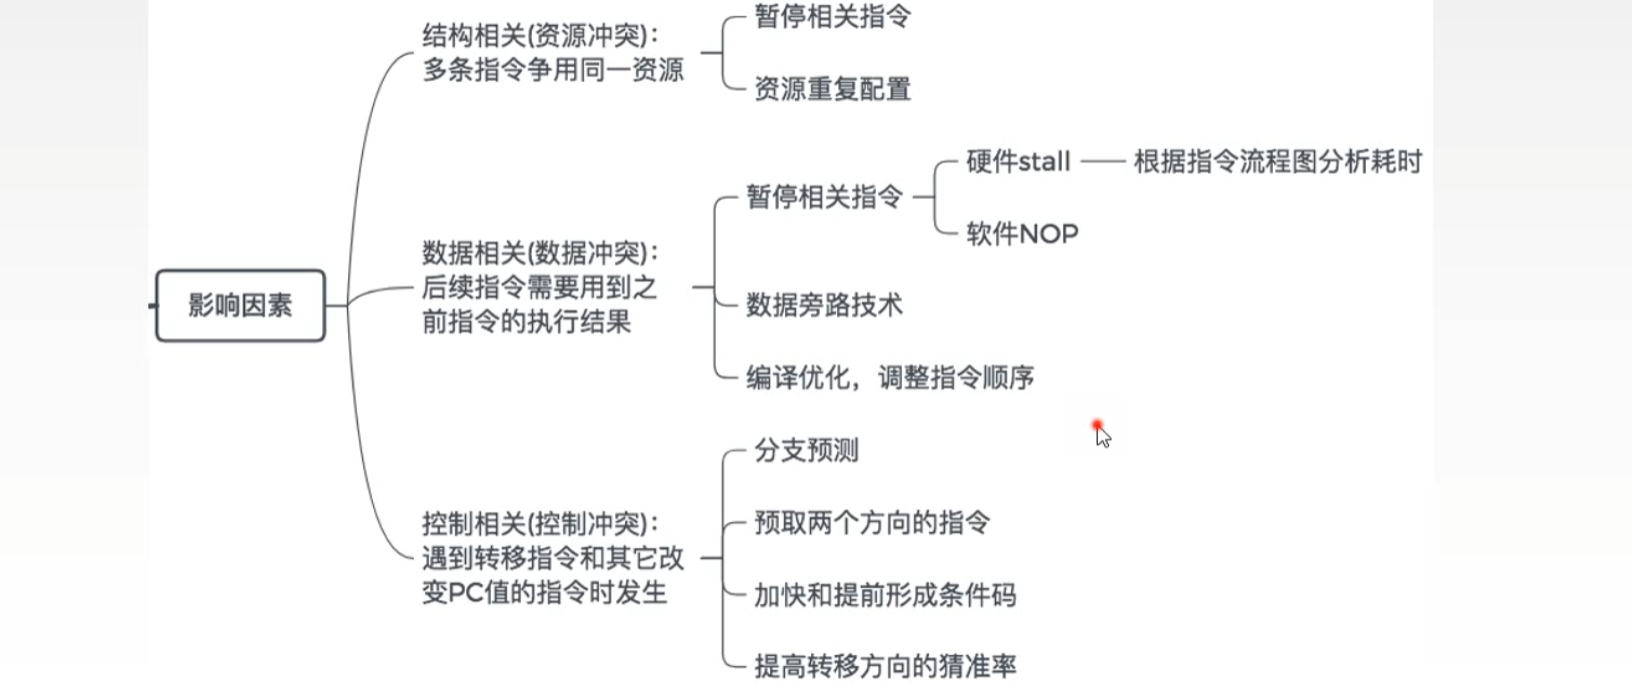 影响因素
结构相关(资源冲突)：
多条指令争用同一资源
暂停相关指令
资源重复配置
数据相关(数据冲突)：
后续指令需要用到之
前指令的执行结果
暂停相关指令
硬件stall
根据指令流程图分析耗时
软件NOP
数据旁路技术
编译优化，调整指令顺序
控制相关(控制冲突)：
遇到转移指令和其它改
变PC值的指令时发生
分支预测
预取两个方向的指令
加快和提前形成条件码
提高转移方向的猜准率